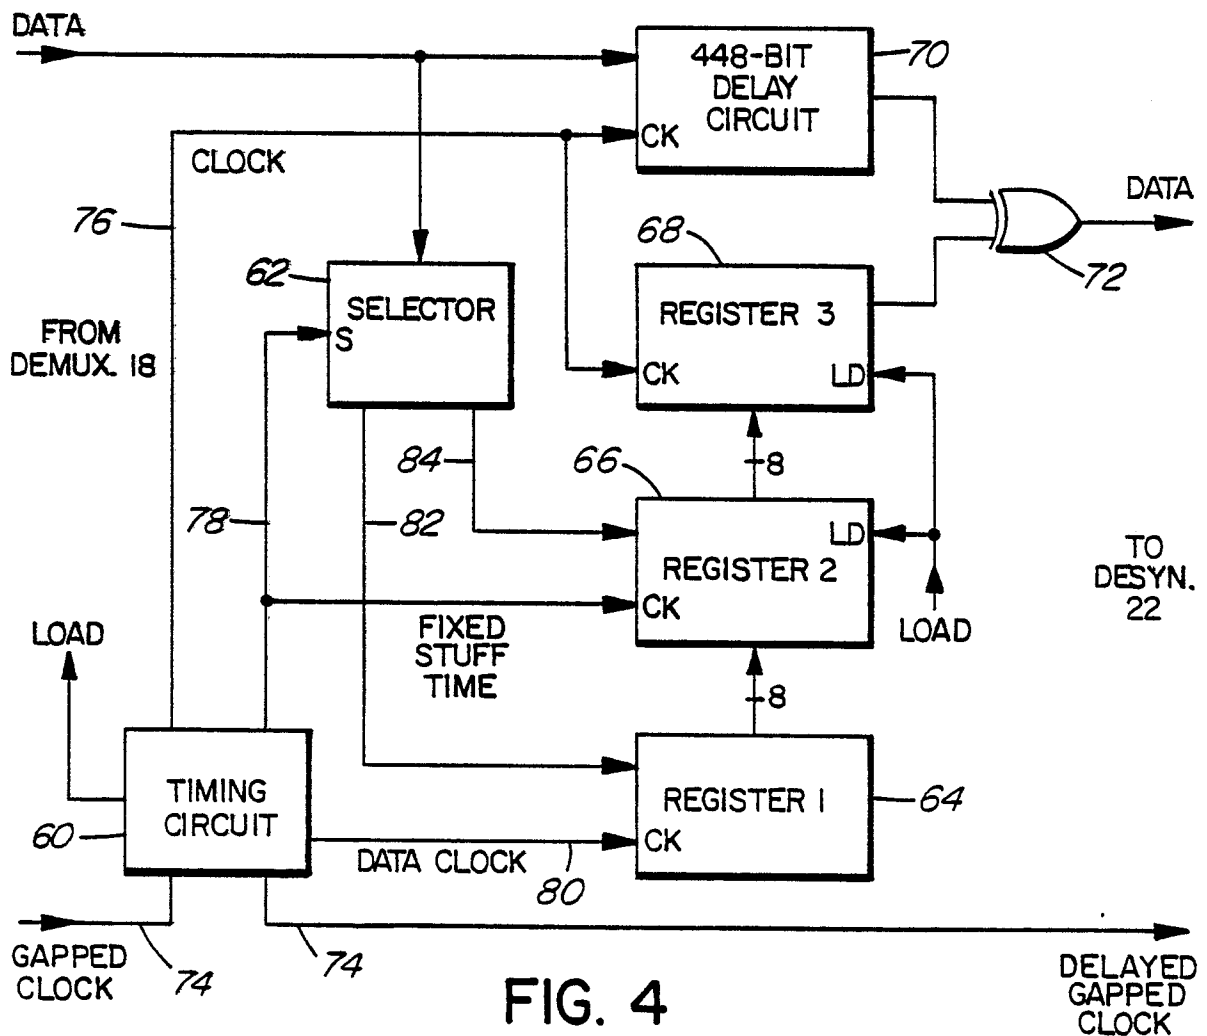 DATA
448-BIT
DELAY
CIRCUIT
70
CK
CLOCK
DATA
76
68
72
62
SELECTOR
S
REGISTER 3
CK
LD
FROM
DEMUX. 18
84
66
8
78
82
LD
REGISTER 2
CK
TO
DESYN.
22
FIXED
STUFF
TIME
LOAD
LOAD
8
TIMING
CIRCUIT
60
REGISTER 1
64
CK
DATA CLOCK
80
GAPPED
CLOCK
74
74
DELAYED
GAPPED
CLOCK
FIG. 4